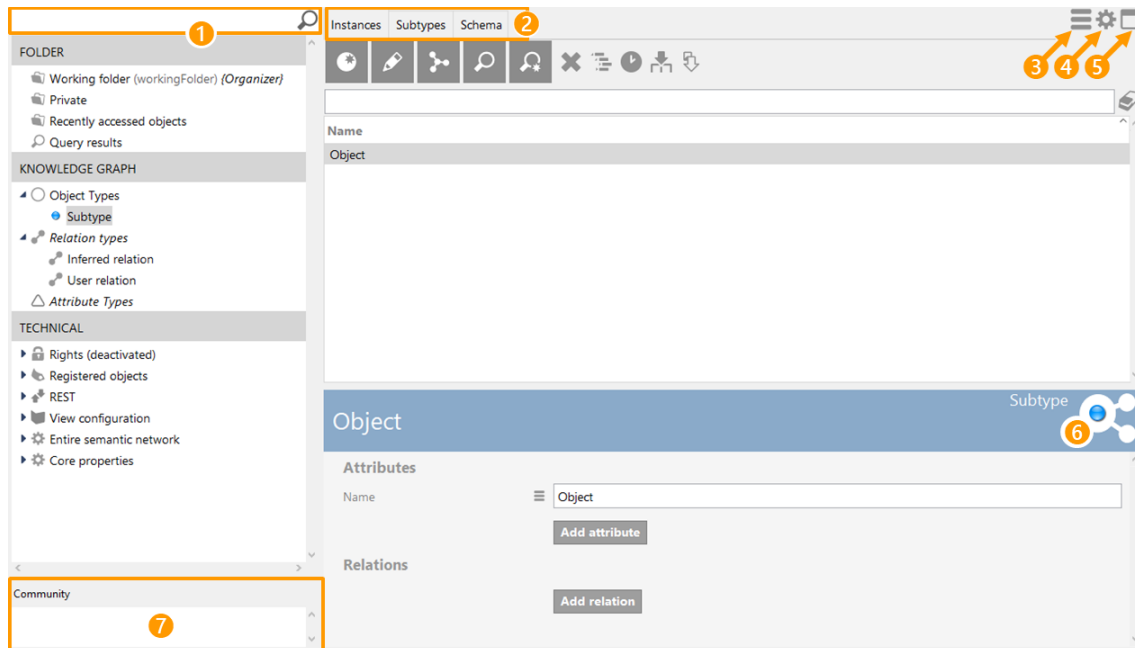 1
Instances Subtypes Schema 2
3 4 5
FOLDER
Working folder (workingFolder) {Organizer}
Private
Recently accessed objects
Query results
KNOWLEDGE GRAPH
Object Types
Subtype
Relation types
Inferred relation
User relation
Attribute Types
TECHNICAL
Rights (deactivated)
Registered objects
REST
View configuration
Entire semantic network
Core properties
Community
7
Name
Object
Subtype
Object
6
Attributes
Name Object
Add attribute
Relations
Add relation